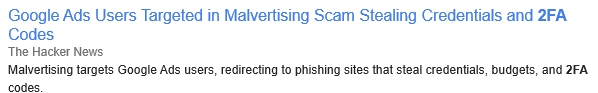 Google Ads Users Targeted in Malvertising Scam Stealing Credentials and 2FA
Codes
The Hacker News
Malvertising targets Google Ads users, redirecting to phishing sites that steal credentials, budgets, and 2FA
codes.